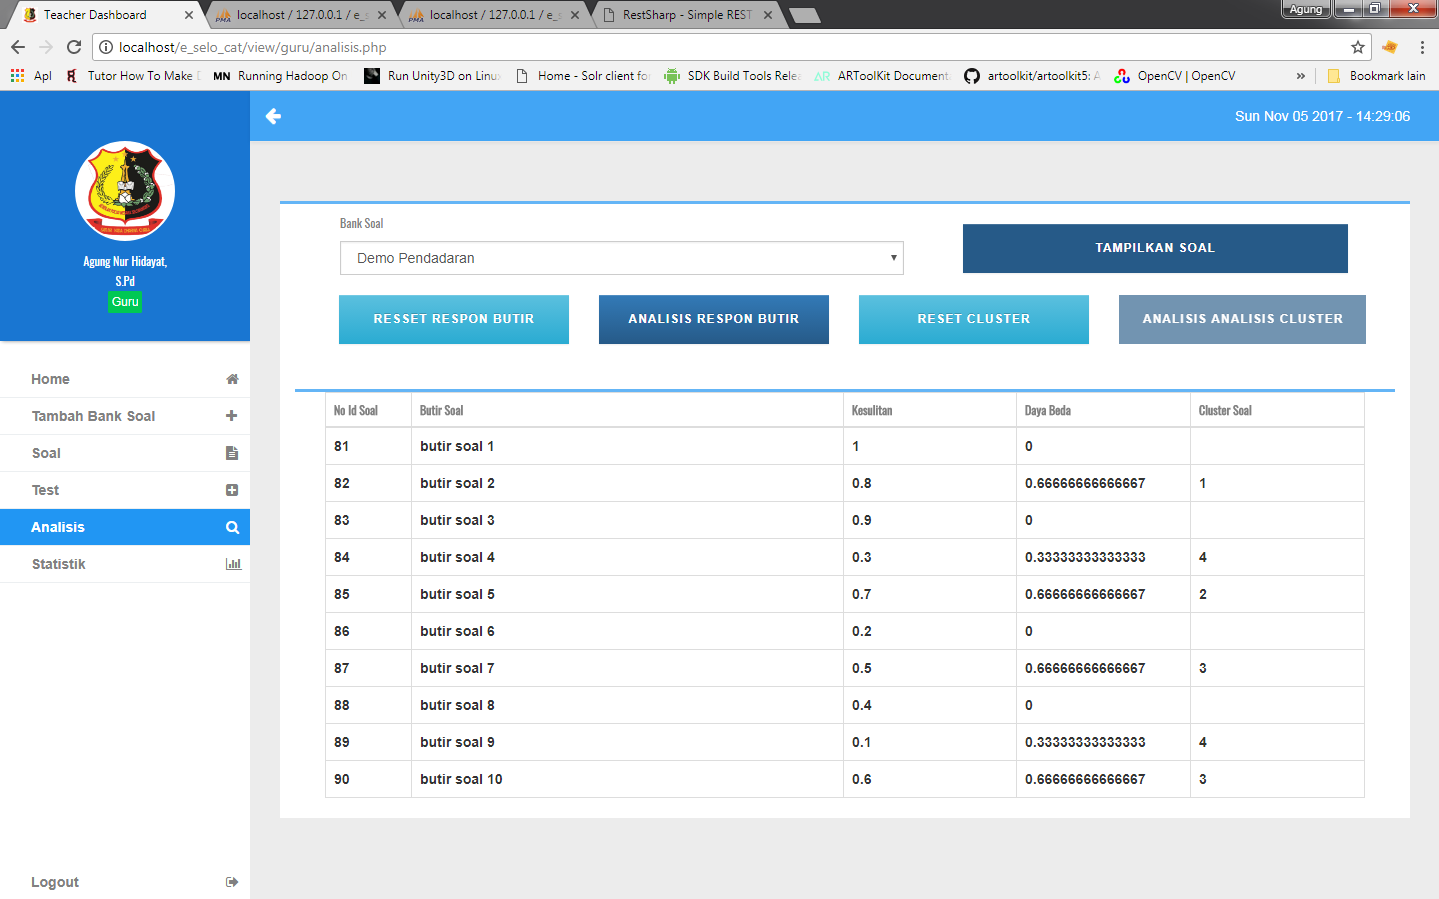 Teacher Dashboard
localhost / 127.0.0.1 / e_s
localhost / 127.0.0.1 / e_s
RestSharp - Simple REST
Agung
localhost/e_selo_cat/view/guru/analisis.php
Apl
Tutor How To Make D
MN Running Hadoop On
Run Unity3D on Linux
Home - Solr client for
SDK Build Tools Relea
AR ARToolKit Document
artoolkit/artoolkit5: A
OpenCV | OpenCV
»
Bookmark lain
Sun Nov 05 2017 - 14:29:06
Agung Nur Hidayat,
S.Pd
Guru
Home
Tambah Bank Soal
Soal
Test
Analisis
Statistik
Logout
Bank Soal
Demo Pendadaran
TAMPILKAN SOAL
RESSET RESPON BUTIR
ANALISIS RESPON BUTIR
RESET CLUSTER
ANALISIS ANALISIS CLUSTER
No Id Soal Butir Soal Kesulitan Daya Beda Cluster Soal
81 butir soal 1 1 0
82 butir soal 2 0.8 0.66666666666667 1
83 butir soal 3 0.9 0
84 butir soal 4 0.3 0.33333333333333 4
85 butir soal 5 0.7 0.66666666666667 2
86 butir soal 6 0.2 0
87 butir soal 7 0.5 0.66666666666667 3
88 butir soal 8 0.4 0
89 butir soal 9 0.1 0.33333333333333 4
90 butir soal 10 0.6 0.66666666666667 3